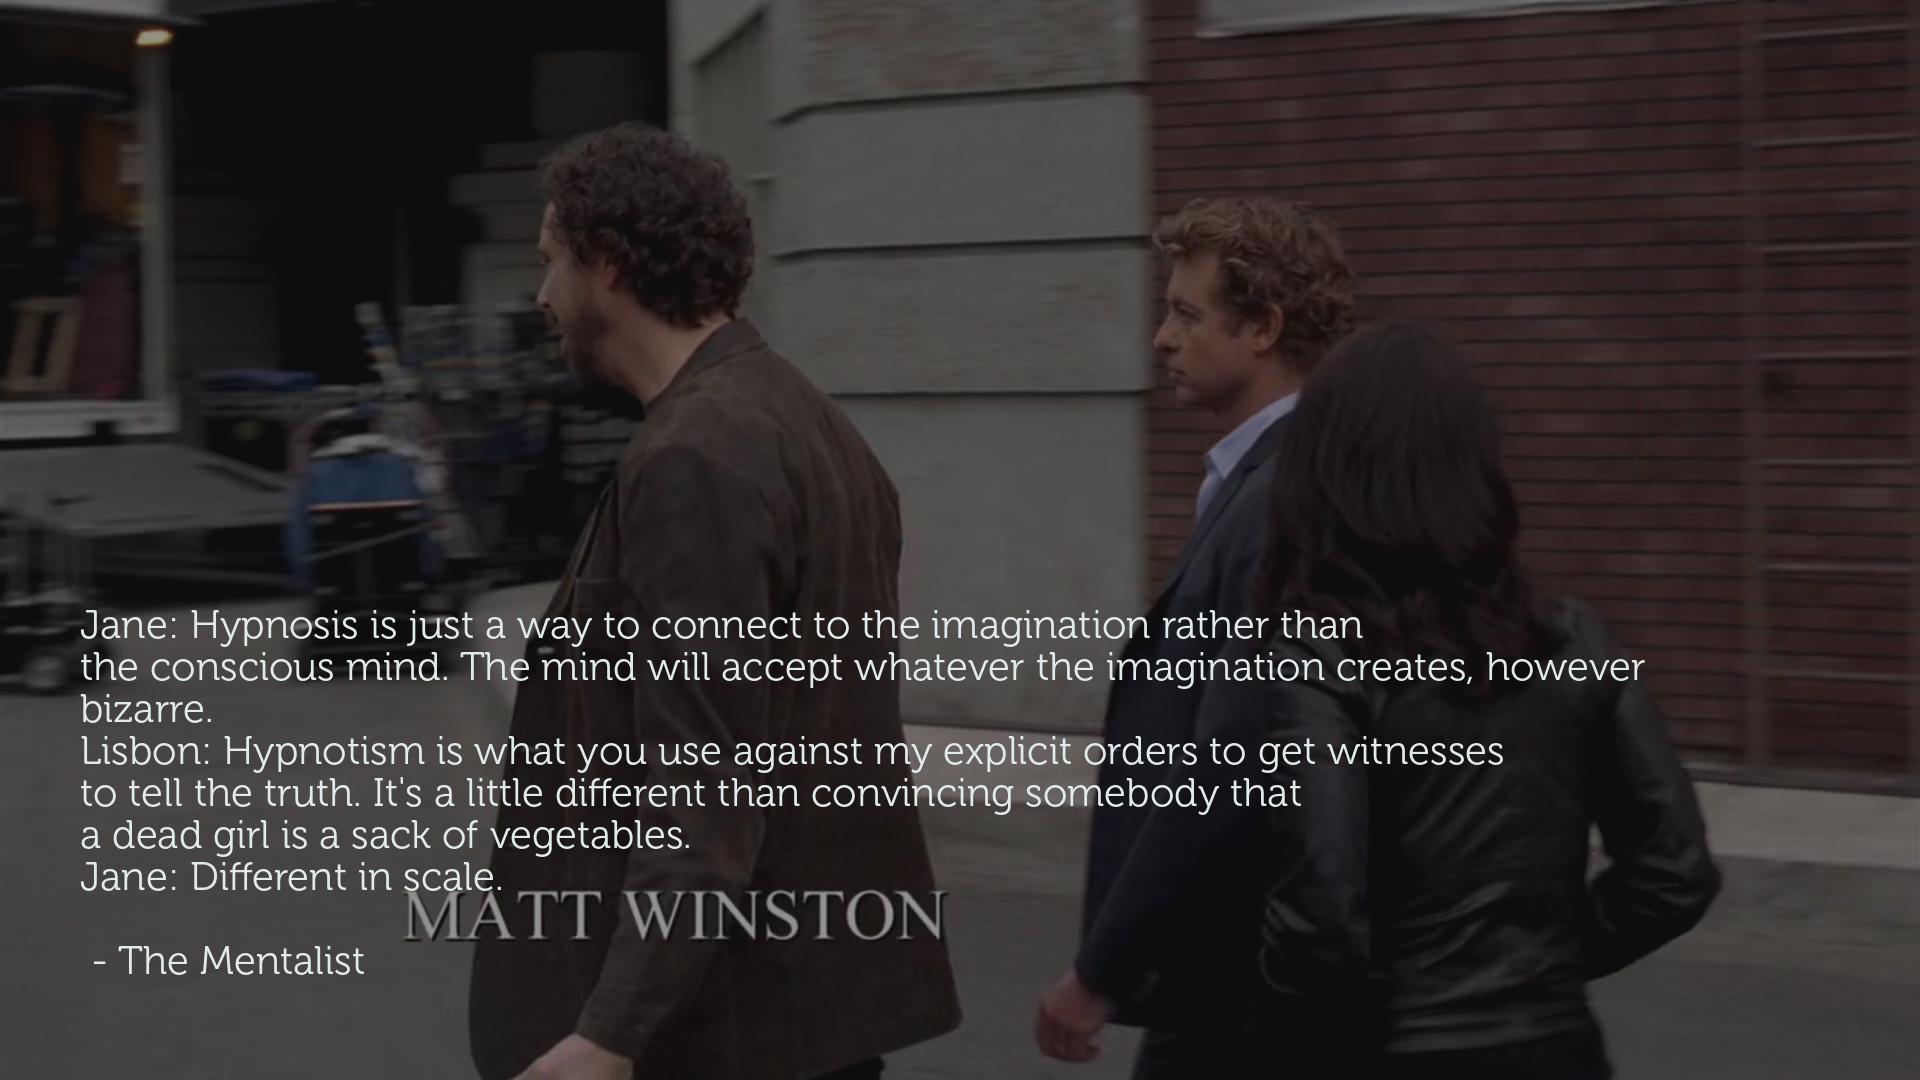 Jane: Hypnosis is just a way to connect to the imagination rather than
the conscious mind. The mind will accept whatever the imagination creates, however
bizarre.
Lisbon: Hypnotism is what you use against my explicit orders to get witnesses
to tell the truth. It's a little different than convincing somebody that
a dead girl is a sack of vegetables.
Jane: Different in scale.
MATT WINSTON
- The Mentalist